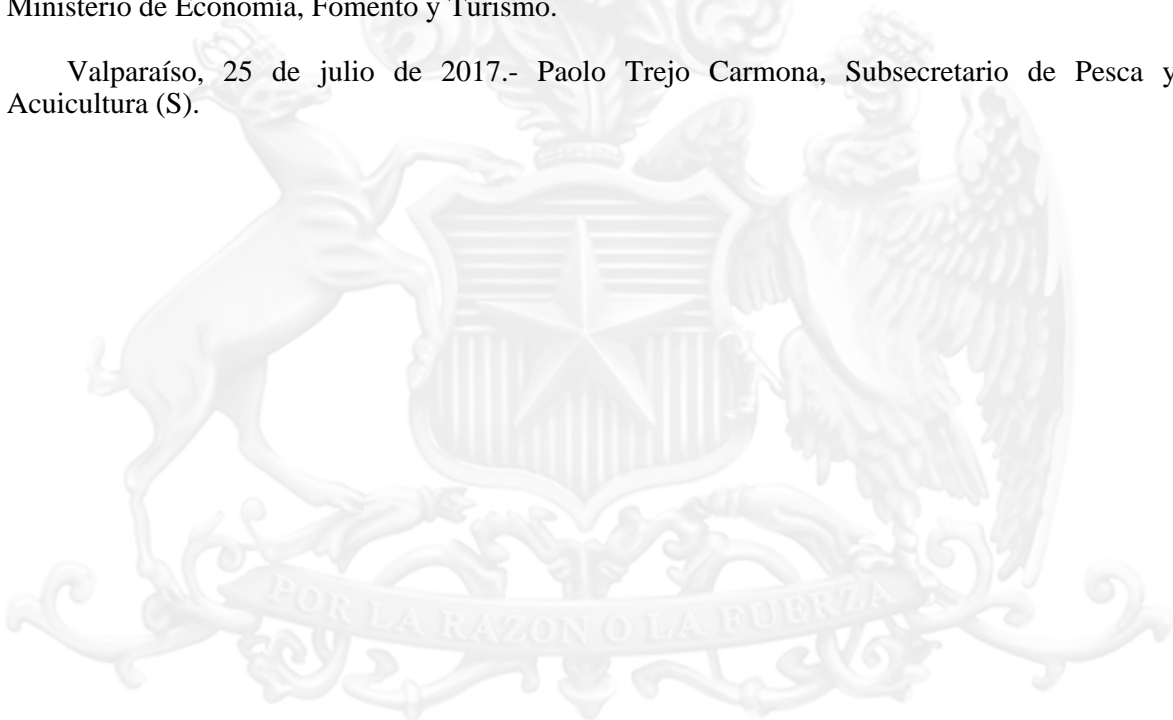 Ministerio de Economía, Fomento y Turismo.
Valparaíso, 25 de julio de 2017.- Paolo Trejo Carmona, Subsecretario de Pesca y
Acuicultura (S).
POR LA RAZON O LA FUERZA